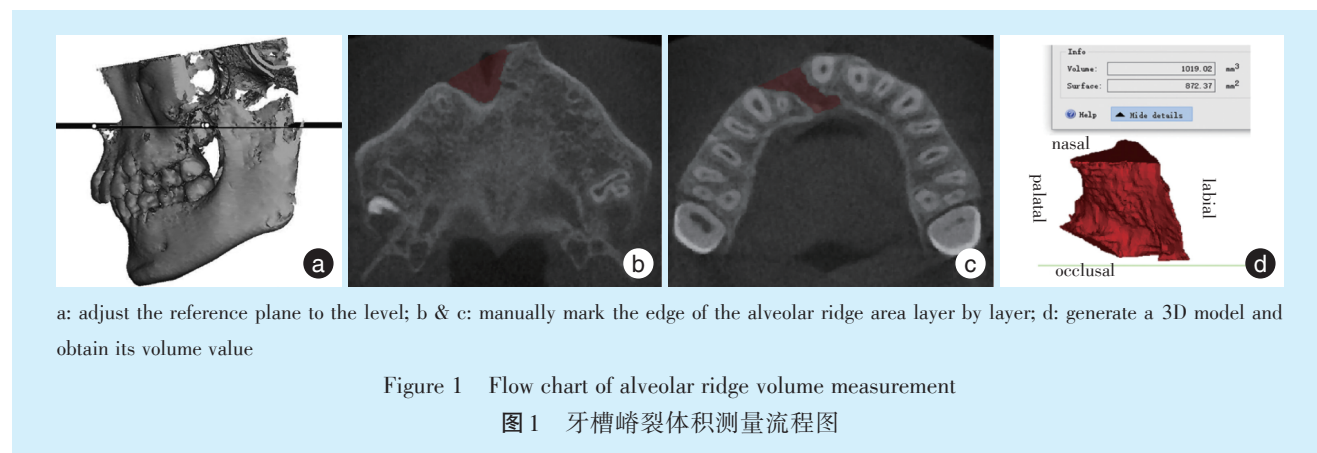 Info
Volume: 1019.02 mm3
Surface: 872.37 mm2
Help Hide details
nasal
palatal
labial
occlusal
a
b
c
d
a: adjust the reference plane to the level; b & c: manually mark the edge of the alveolar ridge area layer by layer; d: generate a 3D model and
obtain its volume value
Figure 1 Flow chart of alveolar ridge volume measurement
图1 牙槽嵴裂体积测量流程图